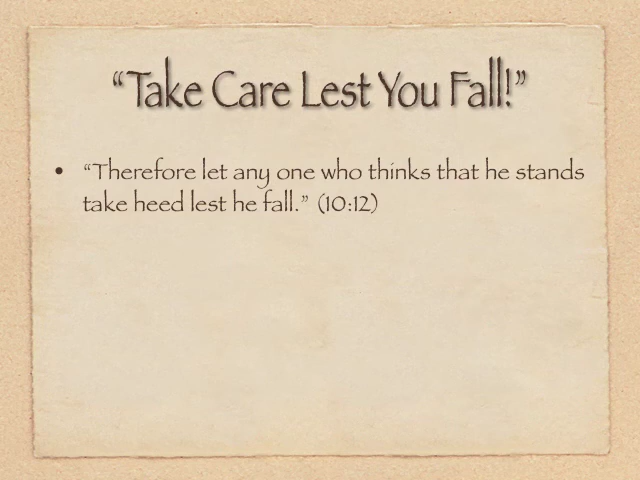 “Take Care Lest You Fall!”
• “Therefore let any one who thinks that he stands
take heed lest he fall.” (10:12)